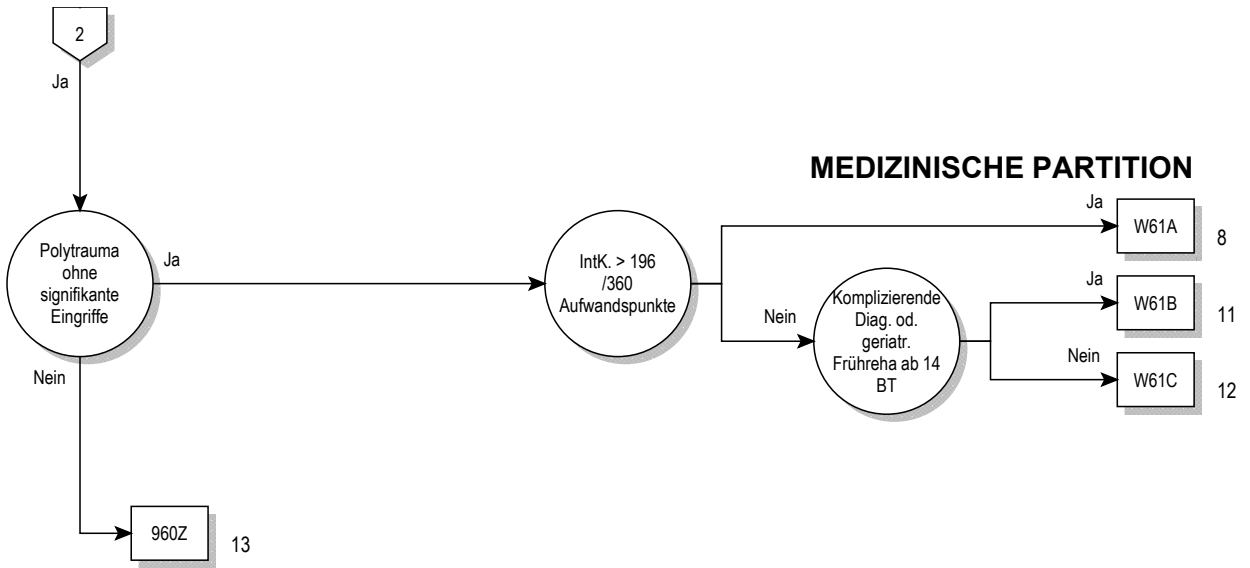 2
Ja
MEDIZINISCHE PARTITION
Polytrauma
ohne
signifikante
Eingriffe
Ja
IntK. > 196
/360
Aufwandspunkte
Ja
W61A
8
Nein
Komplizierende
Diag. od.
geriatr.
Frühreha ab 14
BT
Ja
W61B
11
Nein
W61C
12
Nein
960Z
13